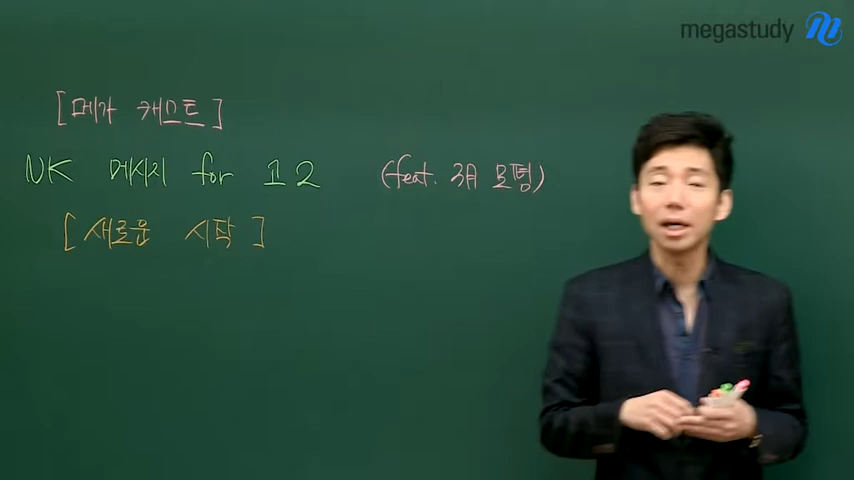 megastudy
[메가 캐스트]
NK 메시지 for 고2 (feat. 3月 모평)
[새로운 시작]